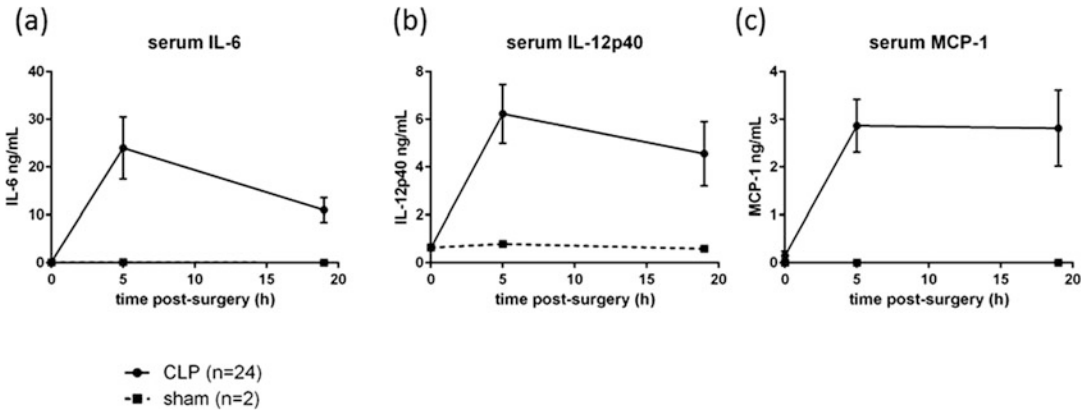 (a)
serum IL-6
IL-6 ng/mL
40
30
20
10
0
0 5 10 15 20
time post-surgery (h)
(b)
serum IL-12p40
IL-12p40 ng/mL
8
6
4
2
0
0 5 10 15 20
time post-surgery (h)
(c)
serum MCP-1
MCP-1 ng/mL
4
3
2
1
0
0 5 10 15 20
time post-surgery (h)
CLP (n=24)
sham (n=2)